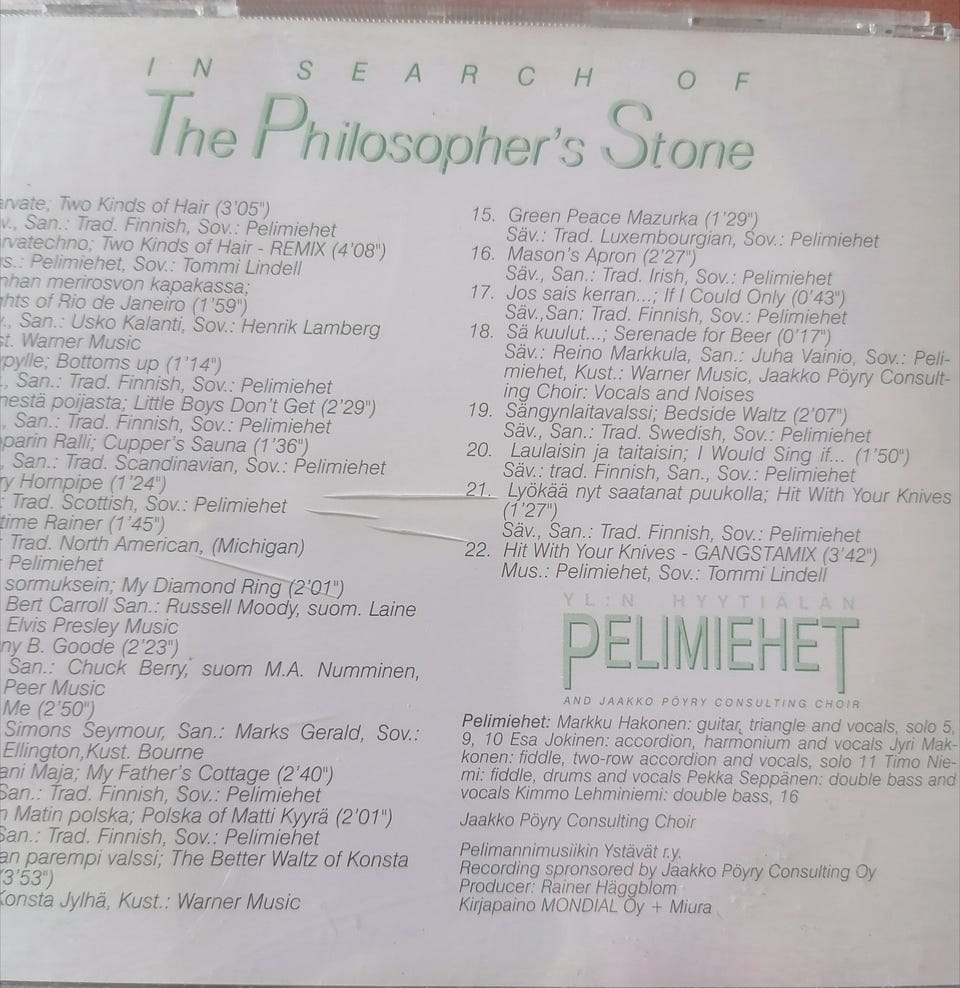 IN SEARCH OF
The Philosopher's Stone
arvate; Two Kinds of Hair (3'05")
v., San.: Trad. Finnish, Sov.: Pelimiehet
rvatechno; Two Kinds of Hair - REMIX (4'08")
s.: Pelimiehet, Sov.: Tommi Lindell
nhan merirosvon kapakassa;
ghts of Rio de Janeiro (1'59")
., San.: Usko Kalanti, Sov.: Henrik Lamberg
st. Warner Music
ypylle; Bottoms up (1'14")
., San.: Trad. Finnish, Sov.: Pelimiehet
nestä poijasta; Little Boys Don't Get (2'29")
, San.: Trad. Finnish, Sov.: Pelimiehet
pparin Ralli; Cupper's Sauna (1'36")
, San.: Trad. Scandinavian, Sov.: Pelimiehet
ry Hornpipe (1'24")
: Trad. Scottish, Sov.: Pelimiehet
time Rainer (1'45")
Trad. North American, (Michigan)
Pelimiehet
sormuksein; My Diamond Ring (2'01")
Bert Carroll San.: Russell Moody, suom. Laine
Elvis Presley Music
ny B. Goode (2'23")
San.: Chuck Berry, suom M.A. Numminen,
Peer Music
Me (2'50")
Simons Seymour, San.: Marks Gerald, Sov.:
Ellington,Kust. Bourne
ani Maja; My Father's Cottage (2'40")
San.: Trad. Finnish, Sov.: Pelimiehet
n Matin polska; Polska of Matti Kyyrä (2'01")
San.: Trad. Finnish, Sov.: Pelimiehet
an parempi valssi; The Better Waltz of Konsta
(3'53")
Konsta Jylhä, Kust.: Warner Music
15. Green Peace Mazurka (1'29")
Säv.: Trad. Luxembourgian, Sov.: Pelimiehet
16. Mason's Apron (2'27")
Säv., San.: Trad. Irish, Sov.: Pelimiehet
17. Jos sais kerran...; If I Could Only (0'43")
Säv.,San: Trad. Finnish, Sov.: Pelimiehet
18. Sä kuulut...; Serenade for Beer (0'17")
Säv.: Reino Markkula, San.: Juha Vainio, Sov.: Peli-
miehet, Kust.: Warner Music, Jaakko Pöyry Consult-
ing Choir: Vocals and Noises
19. Sängynlaitavalssi; Bedside Waltz (2'07")
Säv., San.: Trad. Swedish, Sov.: Pelimiehet
20. Laulaisin ja taitaisin; I Would Sing if... (1'50")
Säv.: trad. Finnish, San., Sov.: Pelimiehet
21. Lyökää nyt saatanat puukolla; Hit With Your Knives
(1'27")
Säv., San.: Trad. Finnish, Sov.: Pelimiehet
22. Hit With Your Knives - GANGSTAMIX (3'42")
Mus.: Pelimiehet, Sov.: Tommi Lindell
YL:N HYYTIÄLÄN
PELIMIEHET
AND JAAKKO PÖYRY CONSULTING CHOIR
Pelimiehet: Markku Hakonen: guitar, triangle and vocals, solo 5,
9, 10 Esa Jokinen: accordion, harmonium and vocals Jyri Mak-
konen: fiddle, two-row accordion and vocals, solo 11 Timo Nie-
mi: fiddle, drums and vocals Pekka Seppänen: double bass and
vocals Kimmo Lehminiemi: double bass, 16
Jaakko Pöyry Consulting Choir
Pelimannimusiikin Ystävät r.y.
Recording spronsored by Jaakko Pöyry Consulting Oy
Producer: Rainer Häggblom
Kirjapaino MONDIAL Oy + Miura